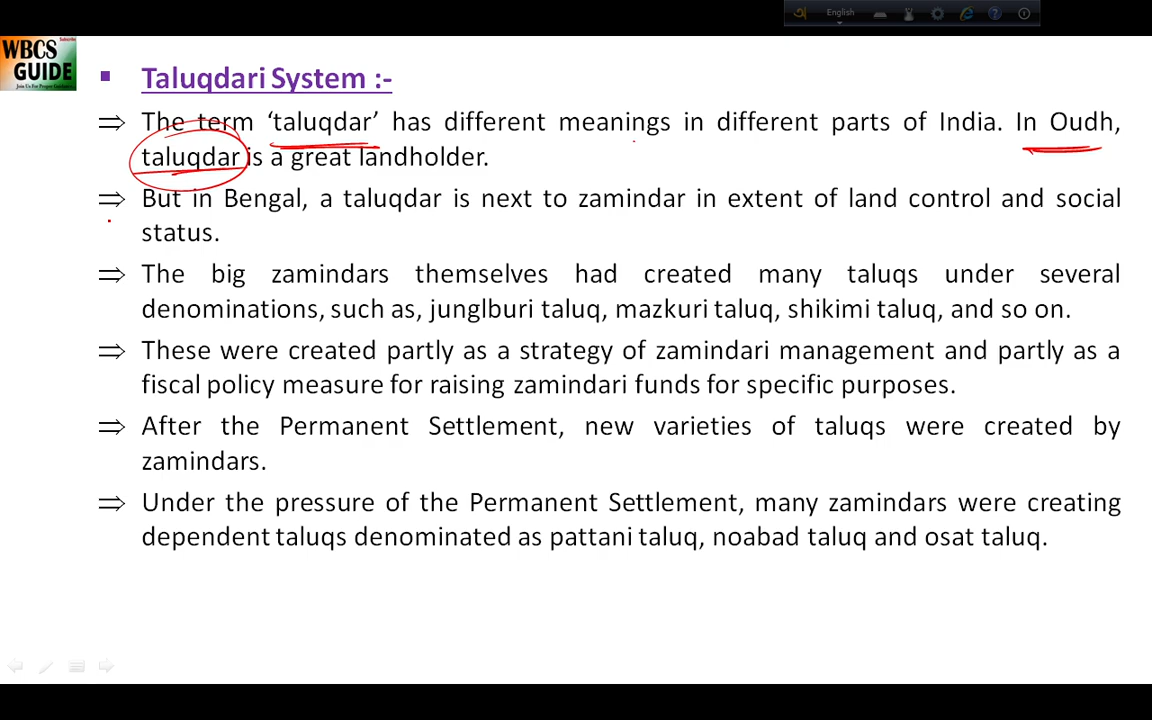 English
Subscribe
WBCS
GUIDE
Join Us For Proper Guidance
Taluqdari System :-
The term ‘taluqdar’ has different meanings in different parts of India. In Oudh,
taluqdar is a great landholder.
But in Bengal, a taluqdar is next to zamindar in extent of land control and social
status.
The big zamindars themselves had created many taluqs under several
denominations, such as, junglburi taluq, mazkuri taluq, shikimi taluq, and so on.
These were created partly as a strategy of zamindari management and partly as a
fiscal policy measure for raising zamindari funds for specific purposes.
After the Permanent Settlement, new varieties of taluqs were created by
zamindars.
Under the pressure of the Permanent Settlement, many zamindars were creating
dependent taluqs denominated as pattani taluq, noabad taluq and osat taluq.